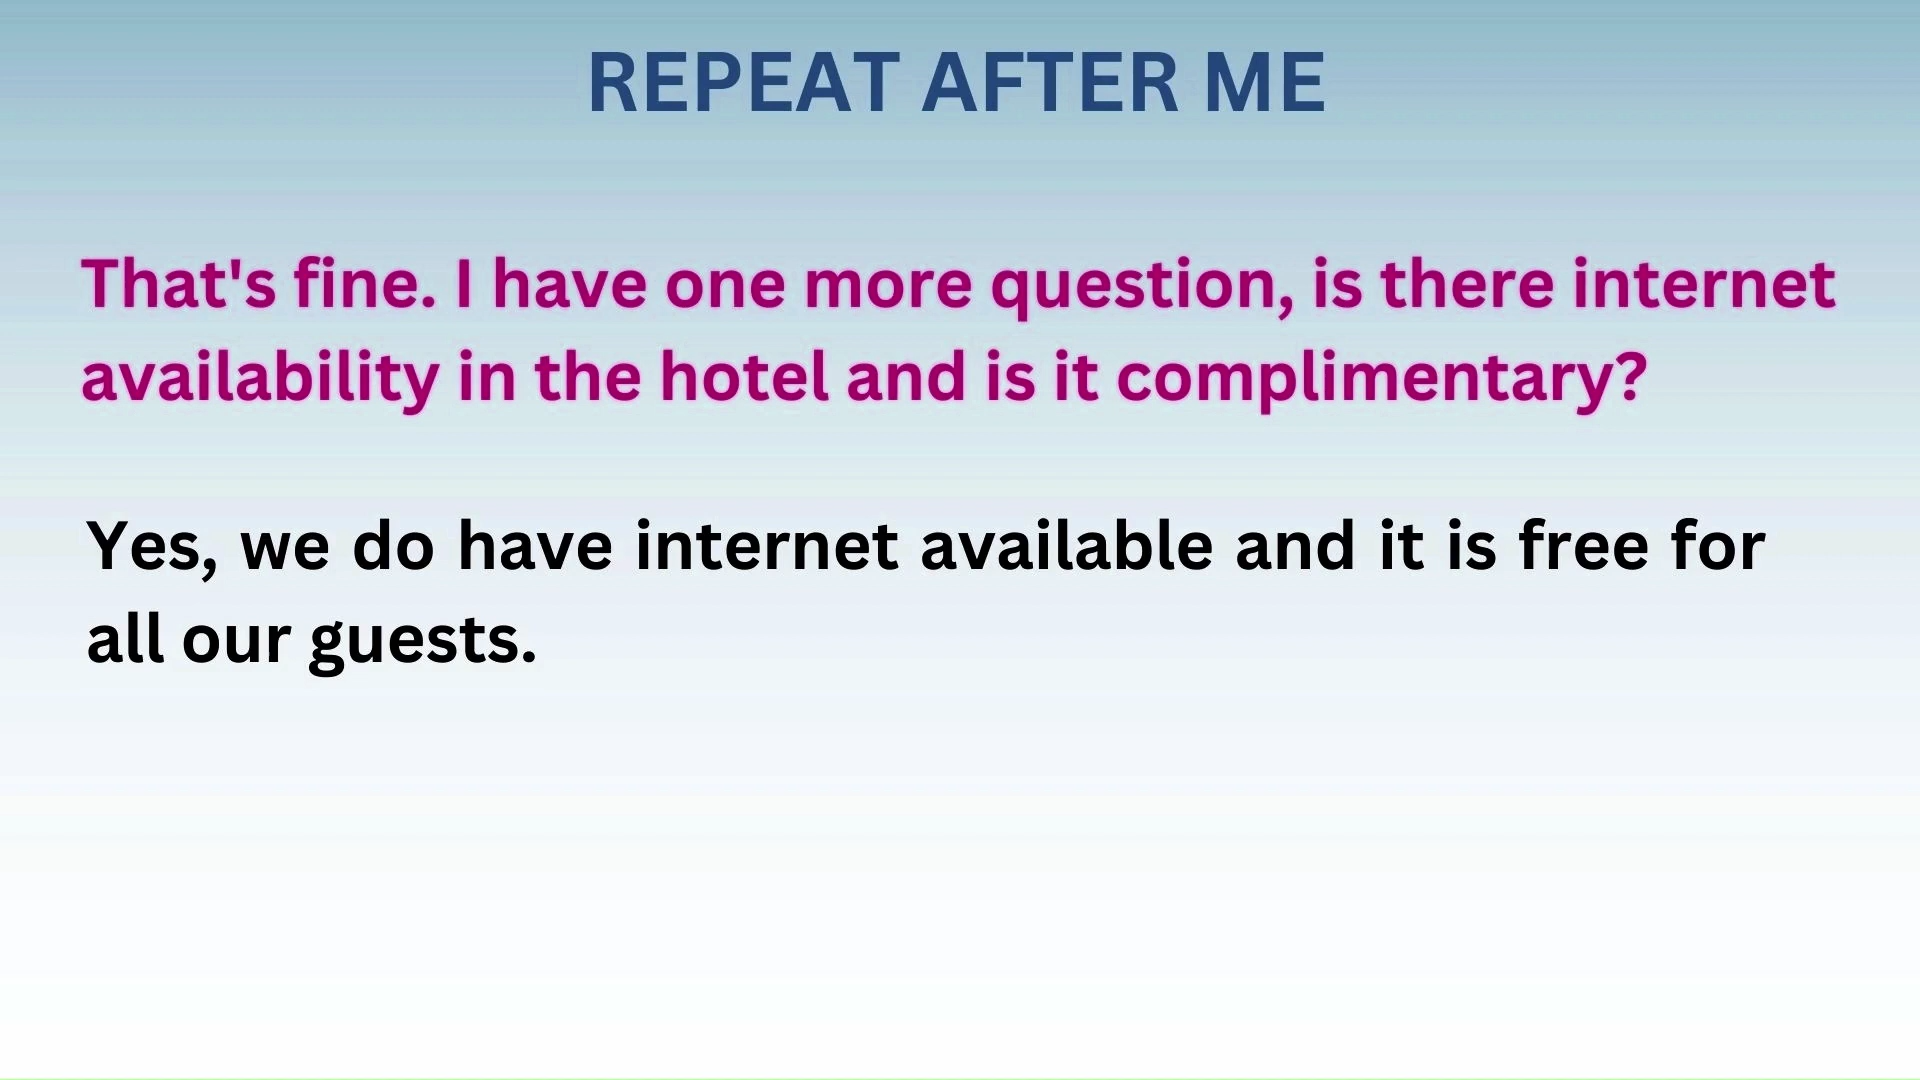 REPEAT AFTER ME
That's fine. I have one more question, is there internet
availability in the hotel and is it complimentary?
Yes, we do have internet available and it is free for
all our guests.